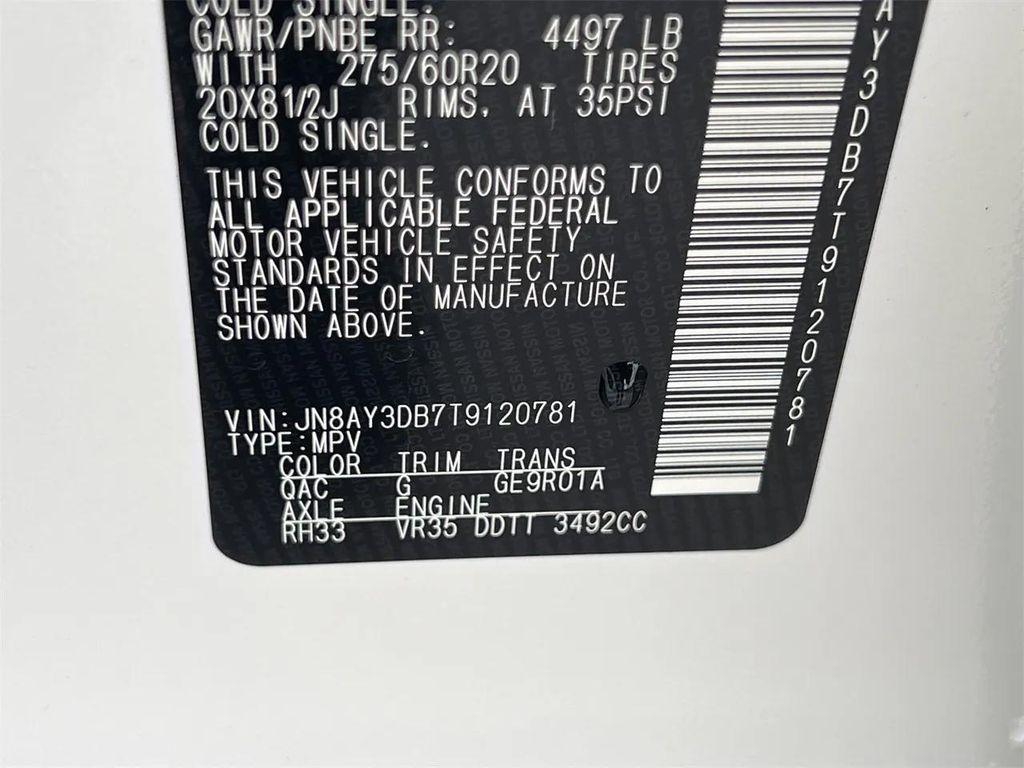 COLD SINGLE.
GAWR/PNBE RR: 4497 LB
WITH 275/60R20 TIRES
20X81/2J RIMS, AT 35PSI
COLD SINGLE.
THIS VEHICLE CONFORMS TO
ALL APPLICABLE FEDERAL
MOTOR VEHICLE SAFETY
STANDARDS IN EFFECT ON
THE DATE OF MANUFACTURE
SHOWN ABOVE.
J
VIN:JN8AY3DB7T9120781
TYPE:MPV
COLOR TRIM TRANS
QAC G GE9R01A
AXLE ENGINE
RH33 VR35 DDTT 3492CC
AY3DB7T9120781